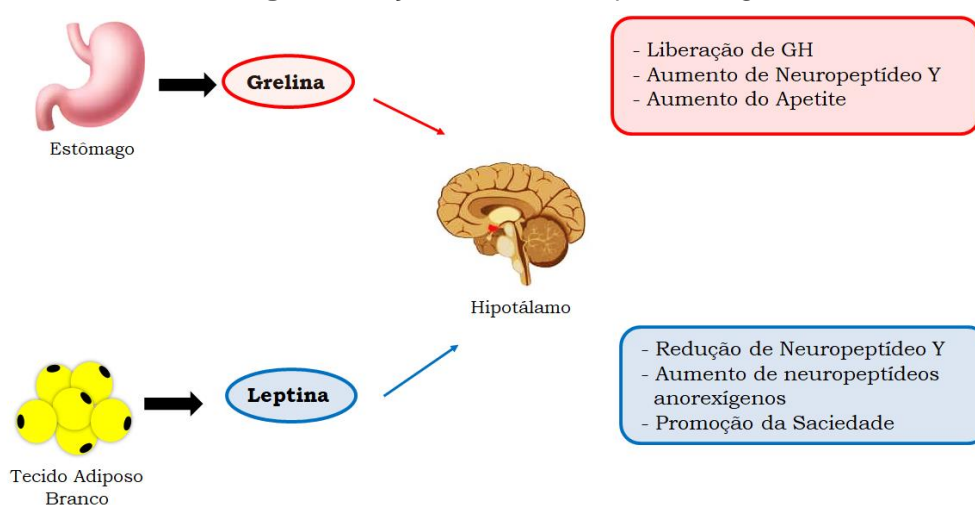 Estômago
Grelina
- Liberação de GH
- Aumento de Neuropeptídeo Y
- Aumento do Apetite
Hipotálamo
Tecido Adiposo
Branco
Leptina
- Redução de Neuropeptídeo Y
- Aumento de neuropeptídeos
anorexígenos
- Promoção da Saciedade